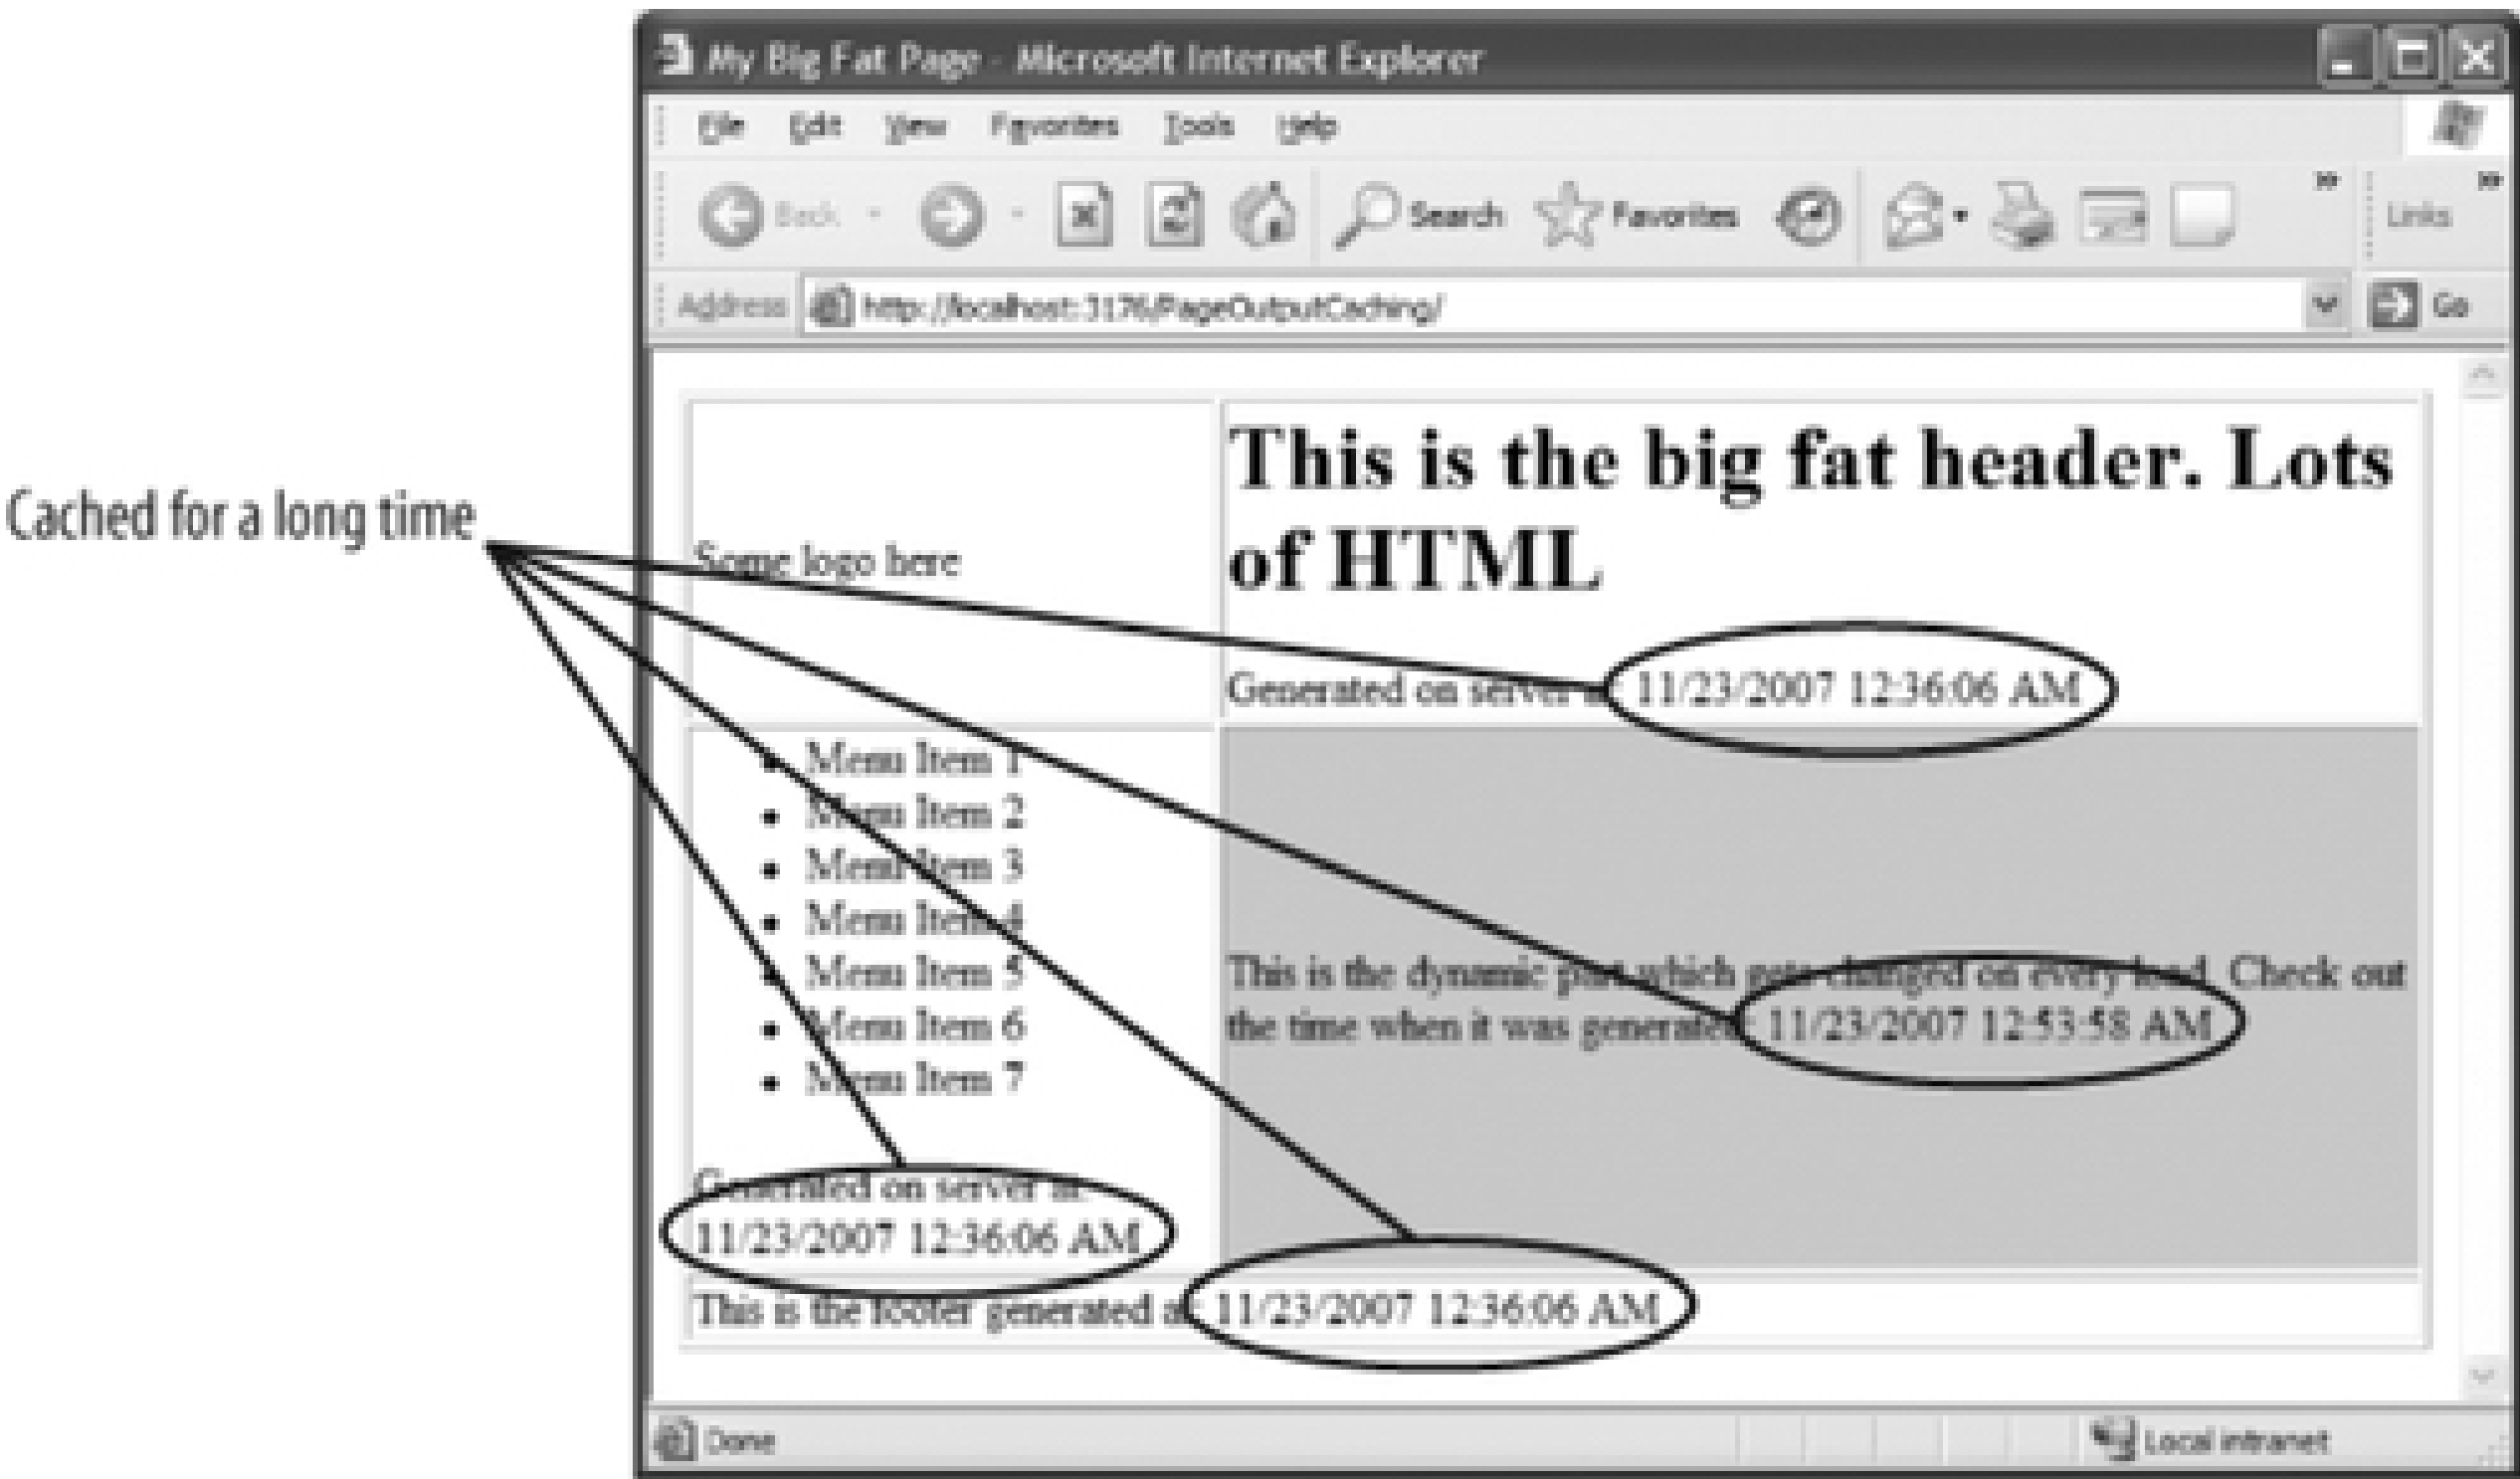 My Big Fat Page - Microsoft Internet Explorer
File Edit View Favorites Tools Help
Back Search Favorites » Links »
Address http://localhost:3176/PageOutputCaching/ Go
Cached for a long time
Some logo here
This is the big fat header. Lots
of HTML
Generated on server at: 11/23/2007 12:36:06 AM
• Menu Item 1
• Menu Item 2
• Menu Item 3
• Menu Item 4
• Menu Item 5
• Menu Item 6
• Menu Item 7
Generated on server at:
11/23/2007 12:36:06 AM
This is the dynamic part which gets changed on every load. Check out
the time when it was generated: 11/23/2007 12:53:58 AM
This is the footer generated at: 11/23/2007 12:36:06 AM
Done Local intranet